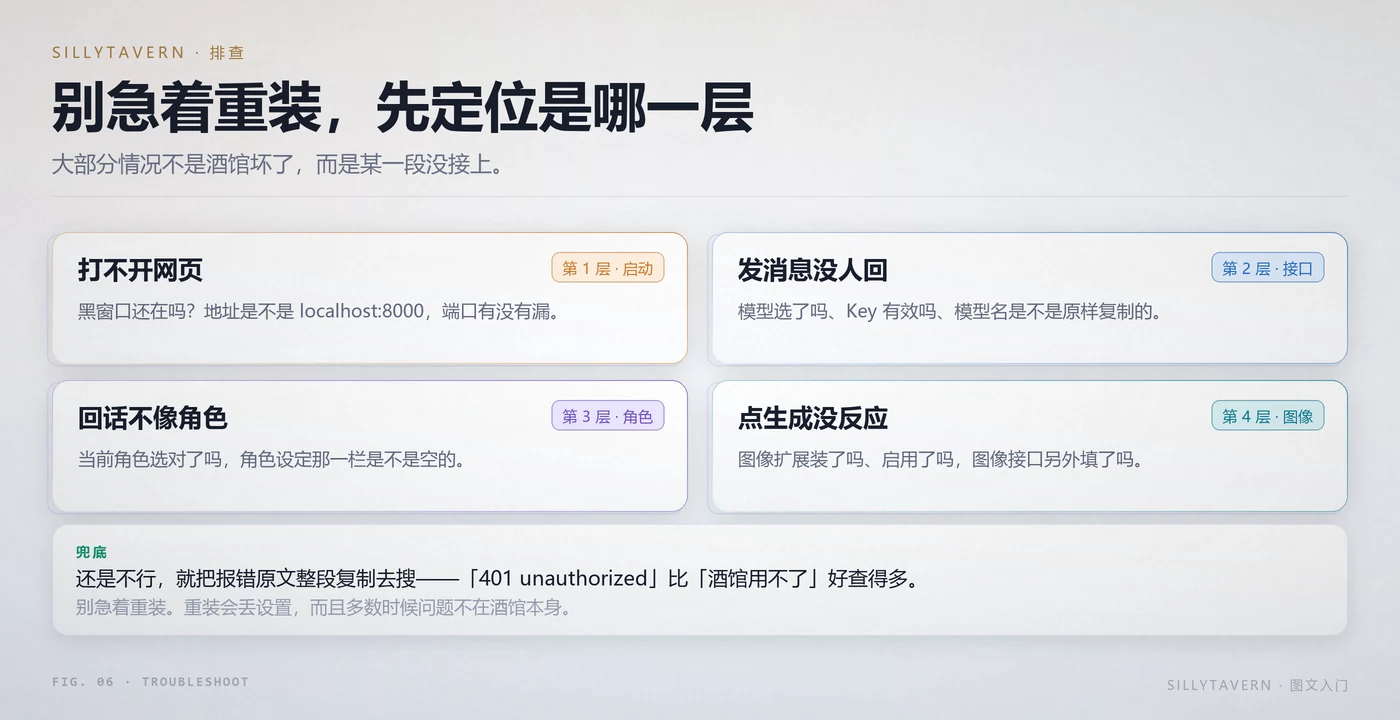 SILLYTAVERN · 排查
别急着重装，先定位是哪一层
大部分情况不是酒馆坏了，而是某一段没接上。
打不开网页
第 1 层 · 启动
黑窗口还在吗？地址是不是 localhost:8000，端口有没有漏。
发消息没人回
第 2 层 · 接口
模型选了吗、Key 有效吗、模型名是不是原样复制的。
回话不像角色
第 3 层 · 角色
当前角色选对了吗，角色设定那一栏是不是空的。
点生成没反应
第 4 层 · 图像
图像扩展装了吗、启用了吗，图像接口另外填了吗。
兜底
还是不行，就把报错原文整段复制去搜——「401 unauthorized」比「酒馆用不了」好查得多。
别急着重装。重装会丢设置，而且多数时候问题不在酒馆本身。
FIG. 06 · TROUBLESHOOT
SILLYTAVERN · 图文入门